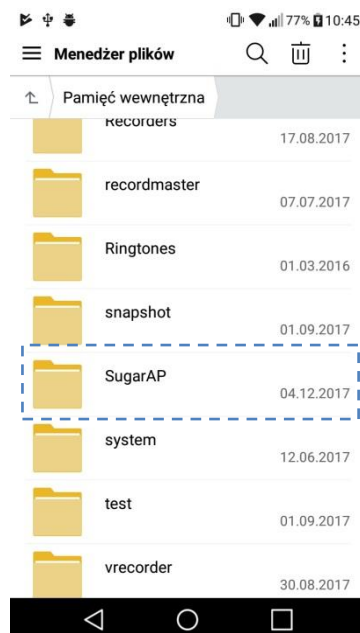 77% 10:45
Menedżer plików
Pamięć wewnętrzna
Recorders
17.08.2017
recordmaster
07.07.2017
Ringtones
01.03.2016
snapshot
01.09.2017
SugarAP
04.12.2017
system
12.06.2017
test
01.09.2017
vrecorder
30.08.2017